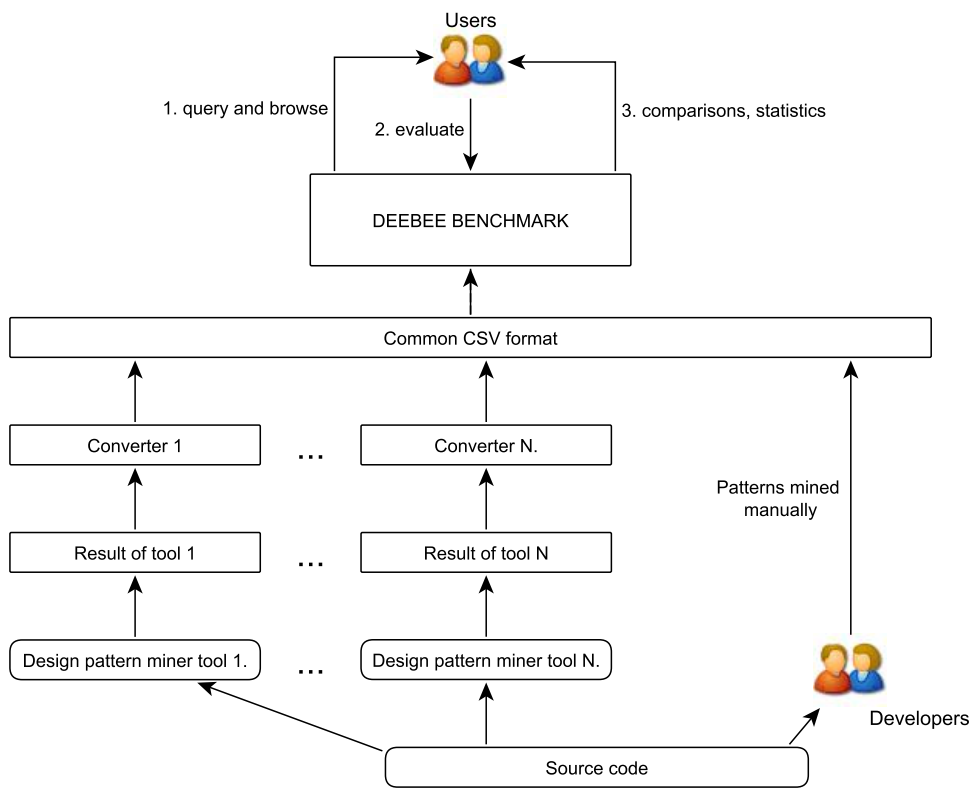 Users
1. query and browse
2. evaluate
3. comparisons, statistics
DEEBEE BENCHMARK
Common CSV format
Converter 1
...
Converter N.
Patterns mined
manually
Result of tool 1
...
Result of tool N
Design pattern miner tool 1.
...
Design pattern miner tool N.
Developers
Source code